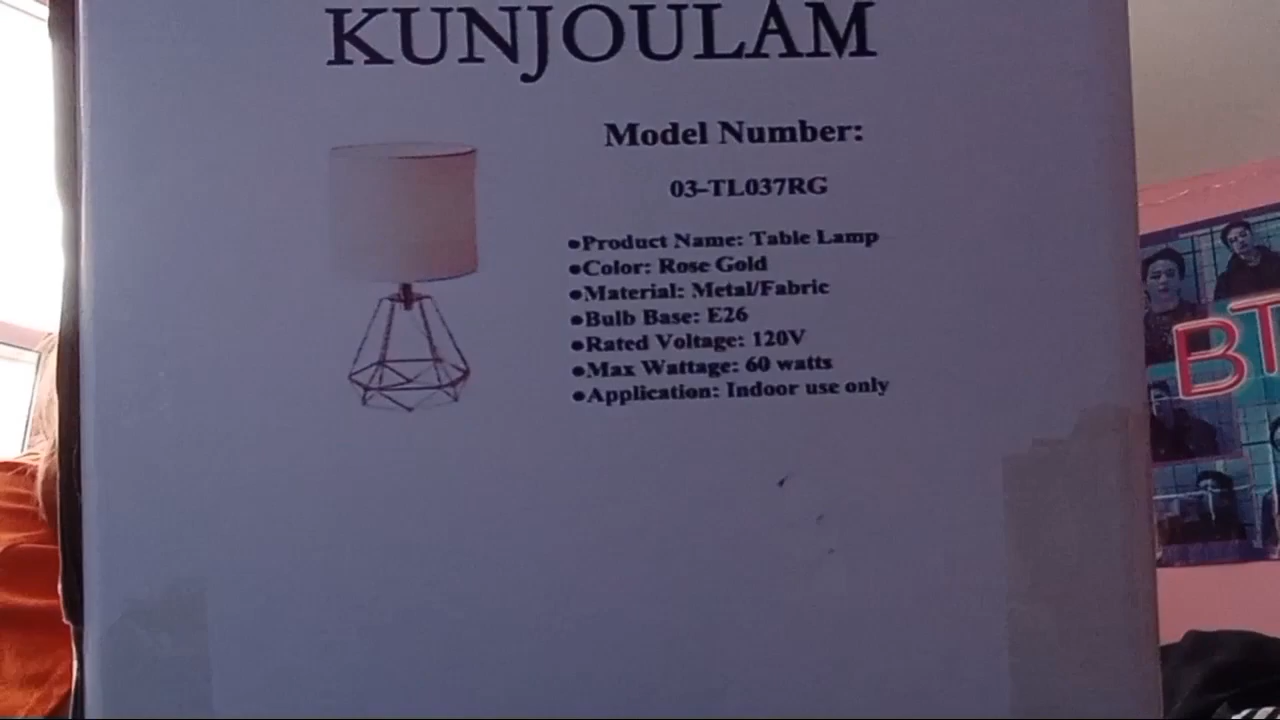 KUNJOULAM
Model Number:
03-TL037RG
●Product Name: Table Lamp
●Color: Rose Gold
●Material: Metal/Fabric
●Bulb Base: E26
●Rated Voltage: 120V
●Max Wattage: 60 watts
●Application: Indoor use only
BT